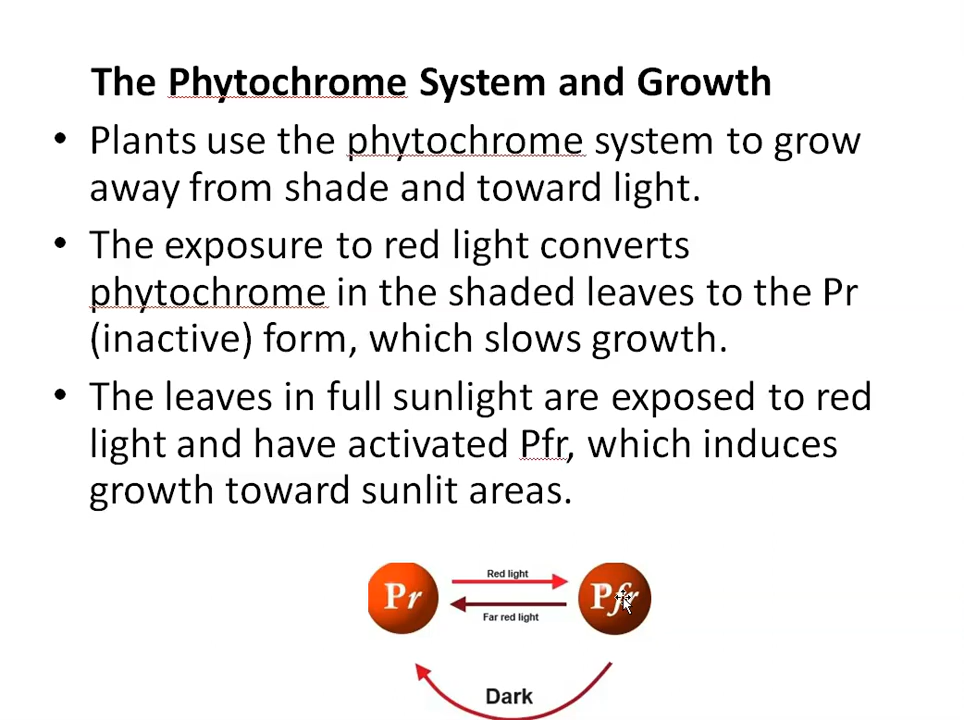 The Phytochrome System and Growth
• Plants use the phytochrome system to grow
away from shade and toward light.
• The exposure to red light converts
phytochrome in the shaded leaves to the Pr
(inactive) form, which slows growth.
• The leaves in full sunlight are exposed to red
light and have activated Pfr, which induces
growth toward sunlit areas.
Red light
Pr
Pfr
Far red light
Dark